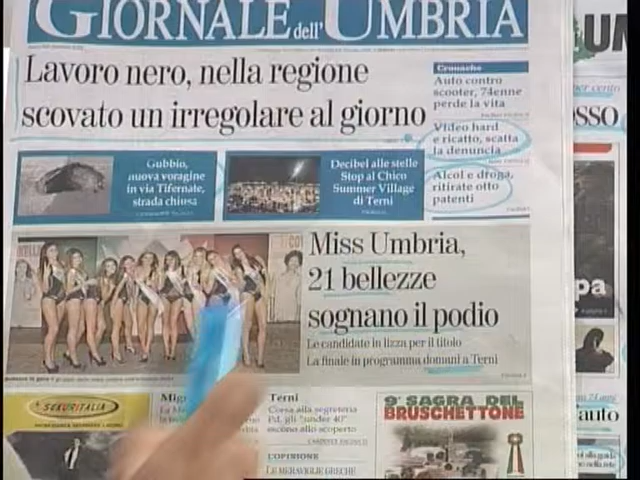 GIORNALE dell'UMBRIA
Lavoro nero, nella regione
scovato un irregolare al giorno
Cronache
Auto contro
scooter, 74enne
perde la vita
Video hard
e ricatto, scatta
la denuncia
Alcol e droga,
ritirate otto
patenti
Gubbio,
nuova voragine
in via Tifernate,
strada chiusa
Decibel alle stelle
Stop al Chico
Summer Village
di Terni
Miss Umbria,
21 bellezze
sognano il podio
Le candidate in lizza per il titolo
La finale in programma domani a Terni
SEKURITALIA
Terni
Corsa alla segreteria
Pd, gli "under 40"
escono allo scoperto
L'OPINIONE
LE MERAVIGLIE GRECHE
9ª SAGRA DEL
BRUSCHETTONE
UM
sso
pa
auto